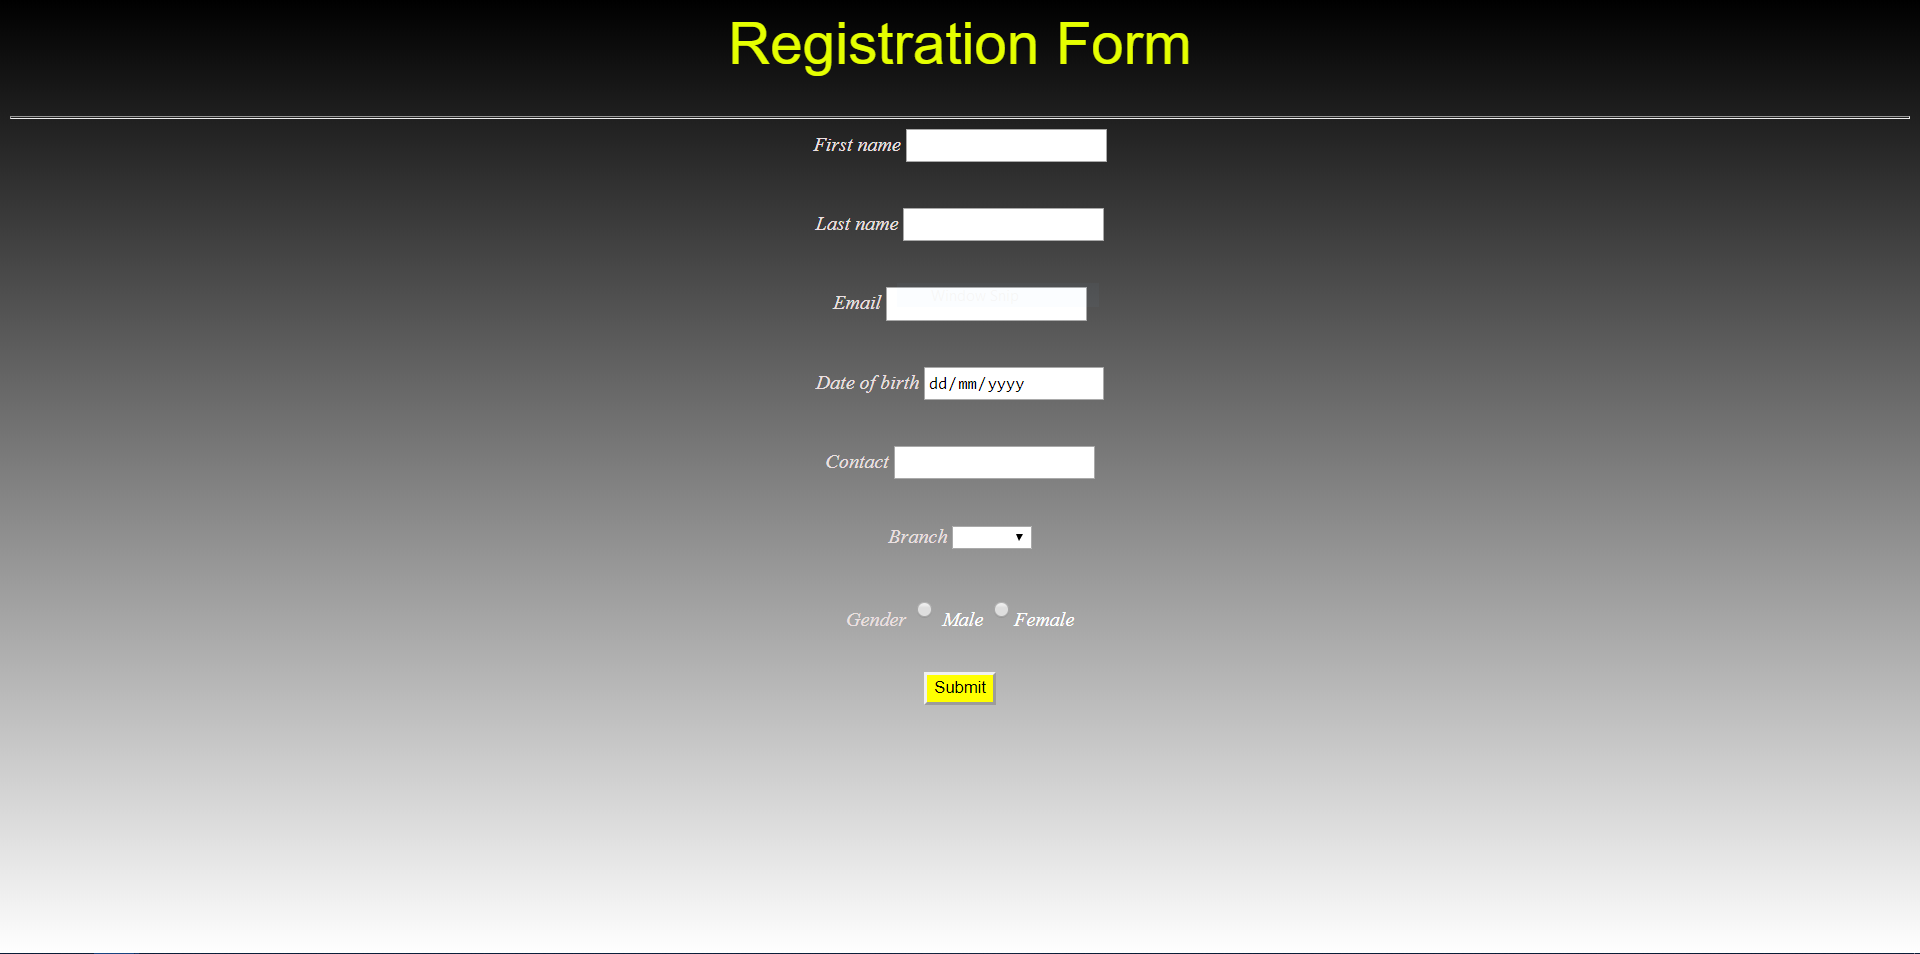 Registration Form
First name
Last name
Email
Date of birth dd/mm/yyyy
Contact
Branch
Gender Male Female
Submit